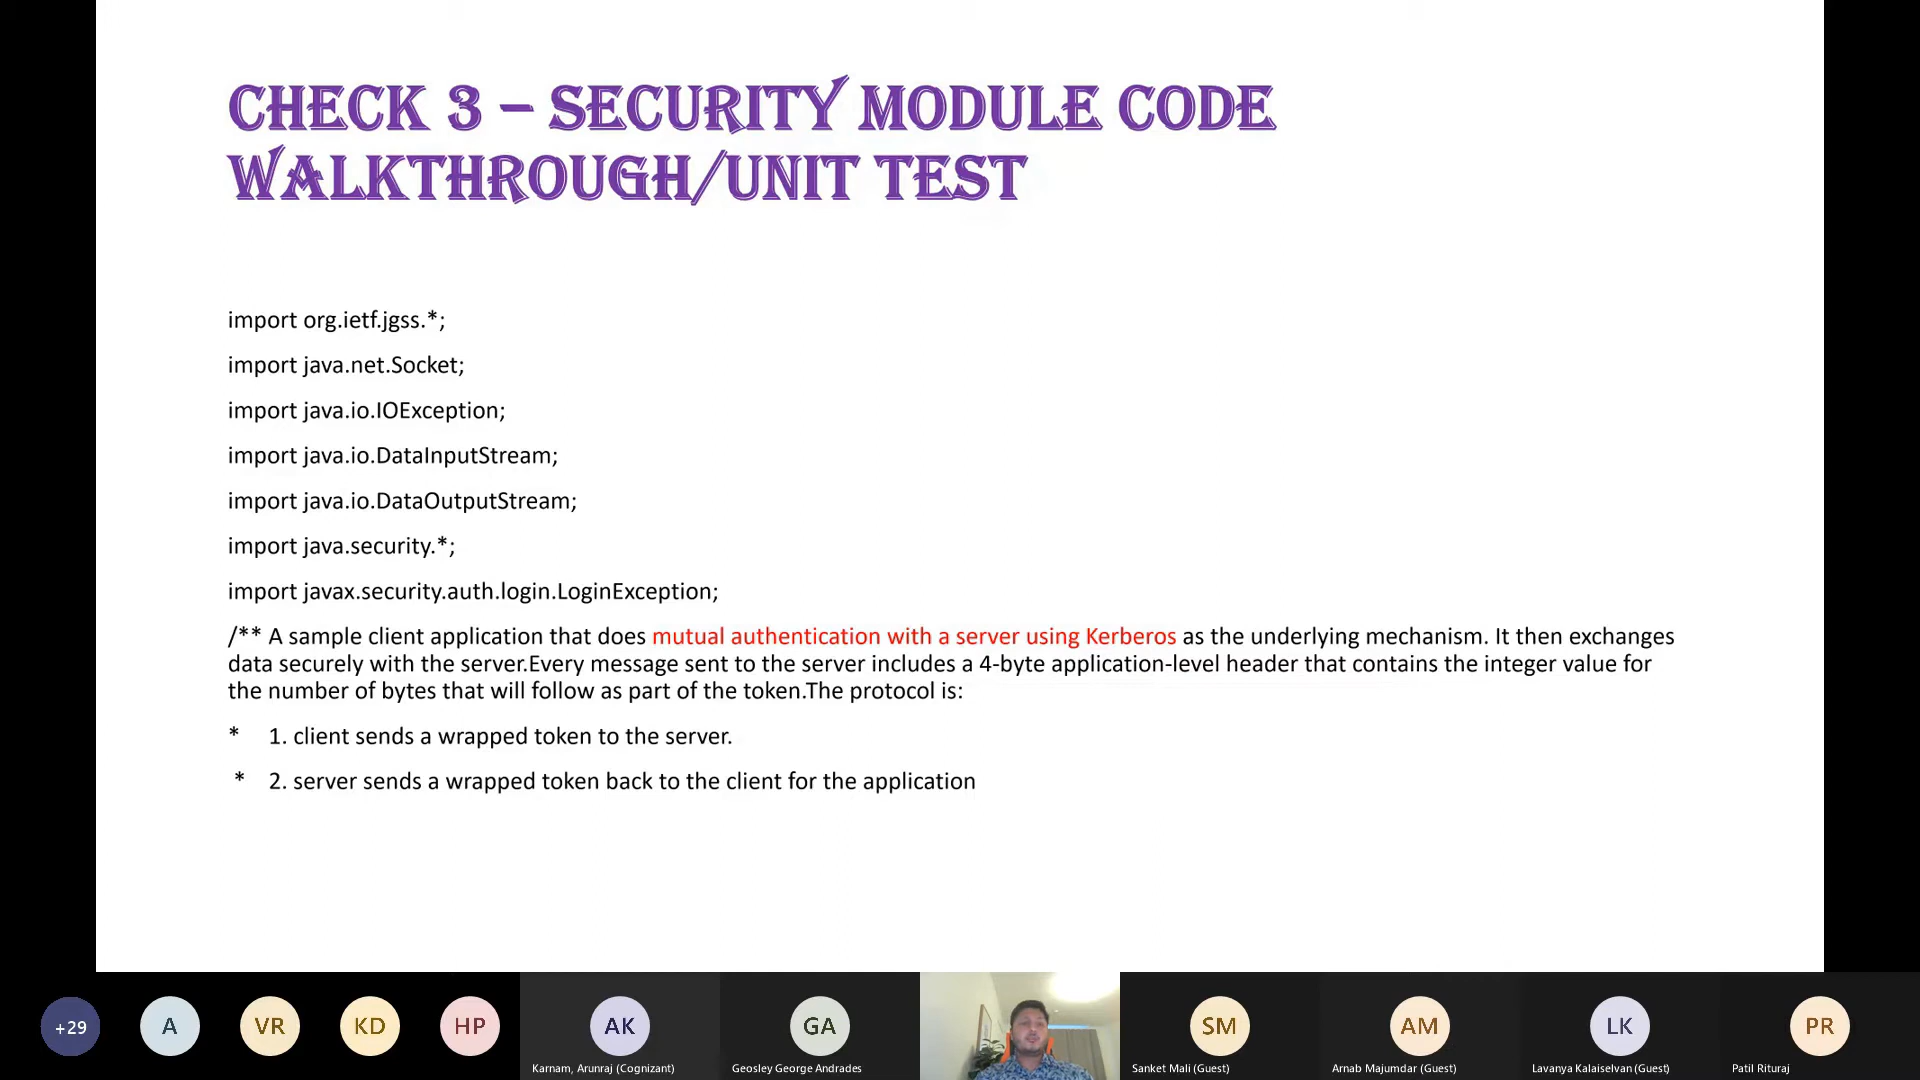 CHECK 3 – SECURITY MODULE CODE
WALKTHROUGH/UNIT TEST
import org.ietf.jgss.*;
import java.net.Socket;
import java.io.IOException;
import java.io.DataInputStream;
import java.io.DataOutputStream;
import java.security.*;
import javax.security.auth.login.LoginException;
/** A sample client application that does mutual authentication with a server using Kerberos as the underlying mechanism. It then exchanges
data securely with the server.Every message sent to the server includes a 4-byte application-level header that contains the integer value for
the number of bytes that will follow as part of the token.The protocol is:
* 1. client sends a wrapped token to the server.
* 2. server sends a wrapped token back to the client for the application
+29 A VR KD HP AK GA SM AM LK PR
Karnam, Arunraj (Cognizant) Geosley George Andrades Sanket Mali (Guest) Arnab Majumdar (Guest) Lavanya Kalaiselvan (Guest) Patil Rituraj